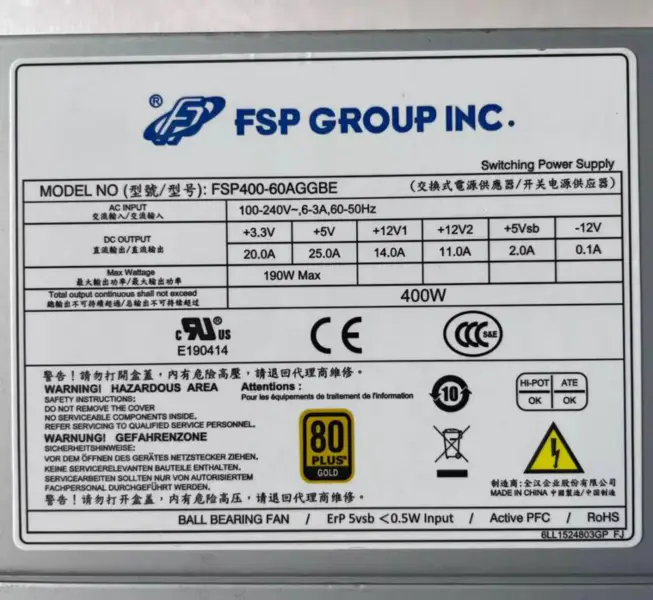 ® FSP GROUP INC.
Switching Power Supply
MODEL NO (型號/型号): FSP400-60AGGBE (交換式電源供應器/开关电源供应器)
AC INPUT 100-240V~,6-3A,60-50Hz
交流輸入/交流输入
DC OUTPUT +3.3V +5V +12V1 +12V2 +5Vsb -12V
直流輸出/直流输出 20.0A 25.0A 14.0A 11.0A 2.0A 0.1A
Max Wattage 190W Max
最大輸出功率/最大输出功率
Total output continuous shall not exceed 400W
總輸出不可持續超過/总输出不可持续超过
c RU® US CE CCC S&E
E190414
警告！請勿打開盒蓋，內有危險高壓，請退回代理商維修。
WARNING! HAZARDOUS AREA Attentions :
SAFETY INSTRUCTIONS: Pour les équipements de traitement de l'information
DO NOT REMOVE THE COVER
NO SERVICEABLE COMPONENTS INSIDE.
REFER SERVICING TO QUALIFIED SERVICE PERSONNEL.
WARNUNG! GEFAHRENZONE
SICHERHEITSHINWEISE:
VOR DEM ÖFFNEN DES GERÄTES NETZSTECKER ZIEHEN.
KEINE SERVICERELEVANTEN BAUTEILE ENTHALTEN.
SERVICEARBEITEN SOLLTEN NUR VON AUTORISIERTEM
FACHPERSONAL DURCHGEFÜHRT WERDEN.
警告！请勿打开盒盖，内有危险高压，请退回代理商维修。
80
PLUS®
GOLD
10
HI-POT ATE
OK OK
製造商：全汉企业股份有限公司
MADE IN CHINA 中國製造/中国制造
BALL BEARING FAN / ErP 5vsb <0.5W Input / Active PFC / RoHS
6LL1524803GP FJ